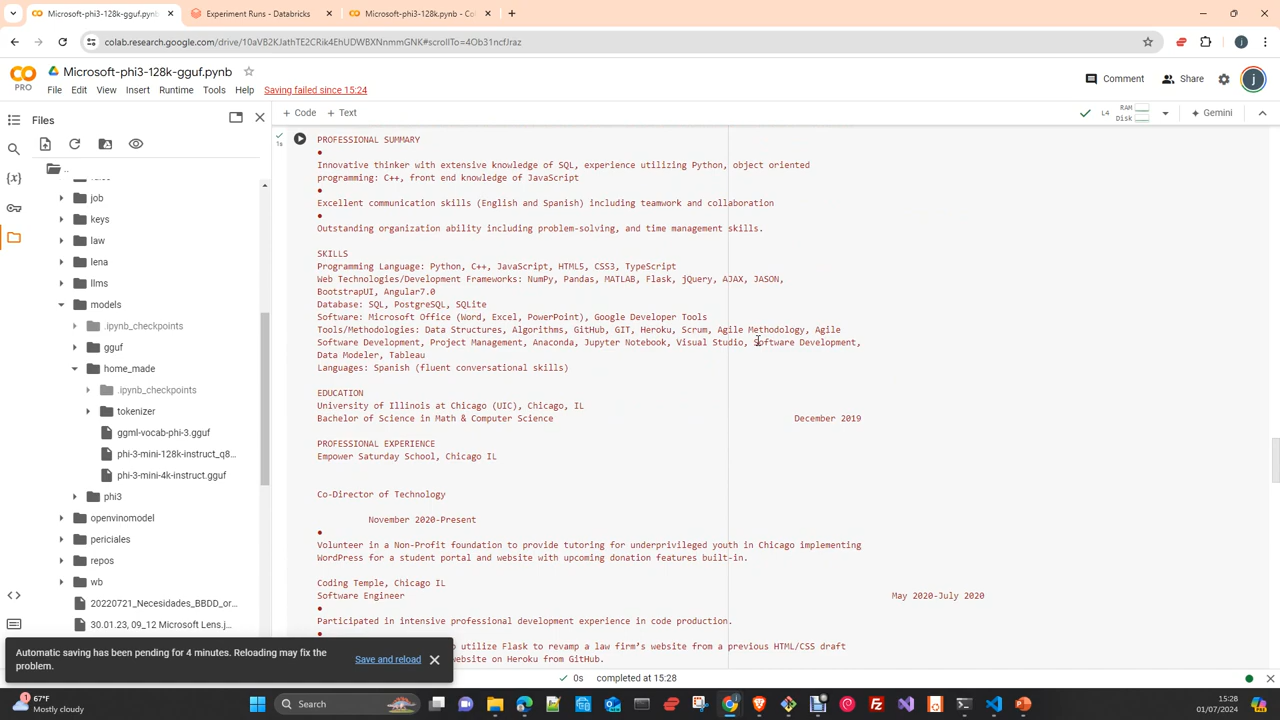 Microsoft-phi3-128k-gguf.pynb
Experiment Runs - Databricks
Microsoft-phi3-128k.pynb - Col
colab.research.google.com/drive/10aVB2KJathTE2CRik4EhUDWBXNnmmGNK#scrollTo=4Ob31ncfJraz
PRO
Microsoft-phi3-128k-gguf.pynb
File Edit View Insert Runtime Tools Help Saving failed since 15:24
Comment Share
Files
+ Code + Text
L4 RAM Disk
Gemini
..
job
keys
law
lena
llms
models
.ipynb_checkpoints
gguf
home_made
.ipynb_checkpoints
tokenizer
ggml-vocab-phi-3.gguf
phi-3-mini-128k-instruct_q8...
phi-3-mini-4k-instruct.gguf
phi3
openvinomodel
periciales
repos
wb
20220721_Necesidades_BBDD_or...
30.01.23, 09_12 Microsoft Lens.j...
1s
PROFESSIONAL SUMMARY
●
Innovative thinker with extensive knowledge of SQL, experience utilizing Python, object oriented
programming: C++, front end knowledge of JavaScript
●
Excellent communication skills (English and Spanish) including teamwork and collaboration
●
Outstanding organization ability including problem-solving, and time management skills.
SKILLS
Programming Language: Python, C++, JavaScript, HTML5, CSS3, TypeScript
Web Technologies/Development Frameworks: NumPy, Pandas, MATLAB, Flask, jQuery, AJAX, JASON,
BootstrapUI, Angular7.0
Database: SQL, PostgreSQL, SQLite
Software: Microsoft Office (Word, Excel, PowerPoint), Google Developer Tools
Tools/Methodologies: Data Structures, Algorithms, GitHub, GIT, Heroku, Scrum, Agile Methodology, Agile
Software Development, Project Management, Anaconda, Jupyter Notebook, Visual Studio, Software Development,
Data Modeler, Tableau
Languages: Spanish (fluent conversational skills)
EDUCATION
University of Illinois at Chicago (UIC), Chicago, IL
Bachelor of Science in Math & Computer Science December 2019
PROFESSIONAL EXPERIENCE
Empower Saturday School, Chicago IL
Co-Director of Technology
November 2020-Present
●
Volunteer in a Non-Profit foundation to provide tutoring for underprivileged youth in Chicago implementing
WordPress for a student portal and website with upcoming donation features built-in.
Coding Temple, Chicago IL
Software Engineer May 2020-July 2020
●
Participated in intensive professional development experience in code production.
●
to utilize Flask to revamp a law firm's website from a previous HTML/CSS draft
website on Heroku from GitHub.
Automatic saving has been pending for 4 minutes. Reloading may fix the
problem.
Save and reload
0s completed at 15:28
67°F
Mostly cloudy
Search
15:28
01/07/2024